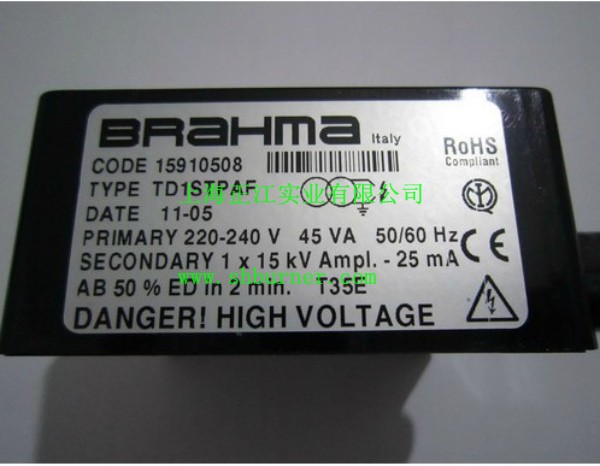 BRAHMA Italy
RoHS
Compliant
CODE 15910508
TYPE TD1STPAF
上海芷江实业有限公司
DATE 11-05
PRIMARY 220-240 V 45 VA 50/60 Hz
SECONDARY 1 x 15 kV Ampl. - 25 mA
CE
www.shburner.com
AB 50 % ED in 2 min. T35E
DANGER! HIGH VOLTAGE